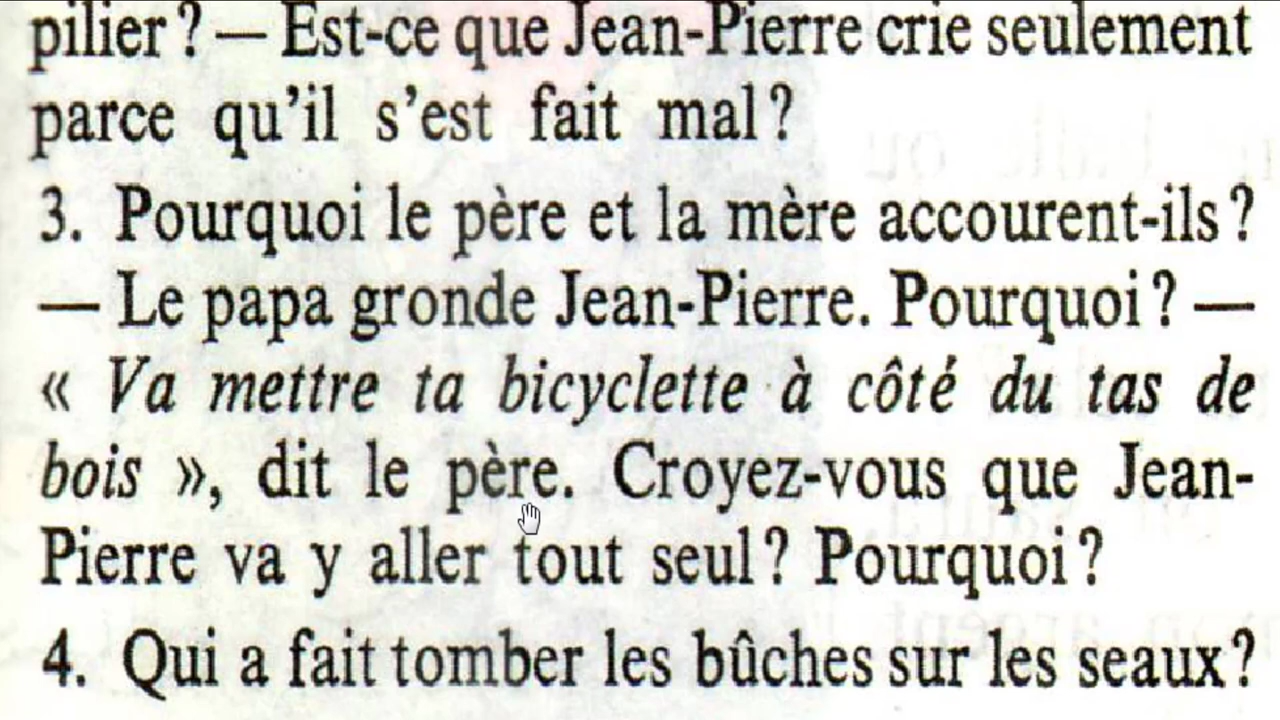 pilier ? — Est-ce que Jean-Pierre crie seulement
parce qu'il s'est fait mal ?
3. Pourquoi le père et la mère accourent-ils ?
— Le papa gronde Jean-Pierre. Pourquoi ? —
« Va mettre ta bicyclette à côté du tas de
bois », dit le père. Croyez-vous que Jean-
Pierre va y aller tout seul ? Pourquoi ?
4. Qui a fait tomber les bûches sur les seaux ?